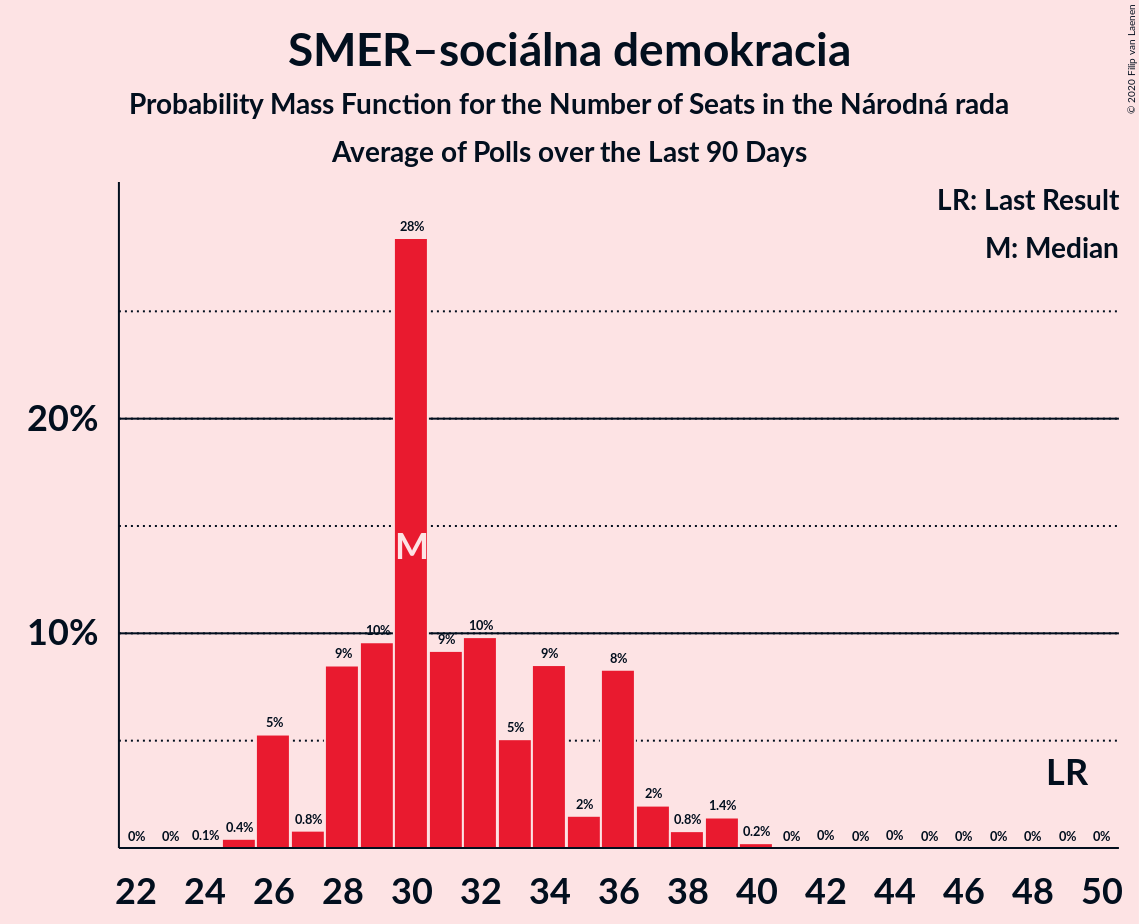 SMER–sociálna demokracia
Probability Mass Function for the Number of Seats in the Národná rada
Average of Polls over the Last 90 Days
© 2020 Filip van Laenen
LR: Last Result
M: Median
20%
10%
0% 0% 0.1% 0.4% 5% 0.8% 9% 10% 28% 9% 10% 5% 9% 2% 8% 2% 0.8% 1.4% 0.2% 0% 0% 0% 0% 0% 0% 0% 0% 0% 0%
M
LR
22 24 26 28 30 32 34 36 38 40 42 44 46 48 50